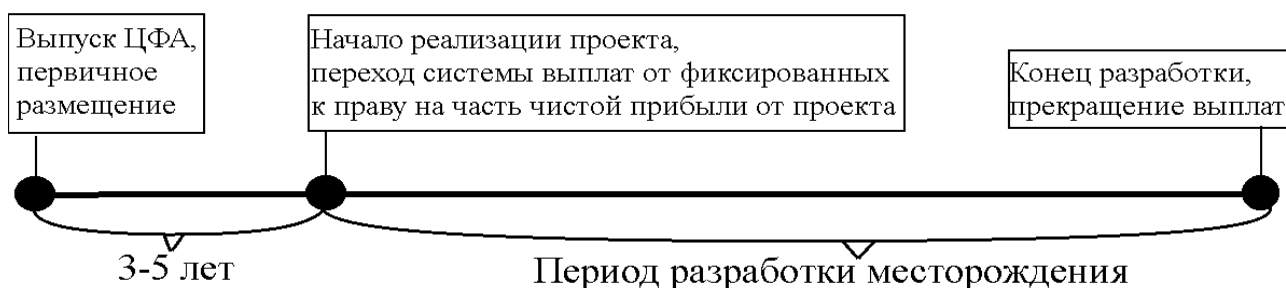 Выпуск ЦФА,
первичное
размещение
Начало реализации проекта,
переход системы выплат от фиксированных
к праву на часть чистой прибыли от проекта
Конец разработки,
прекращение выплат
3-5 лет
Период разработки месторождения